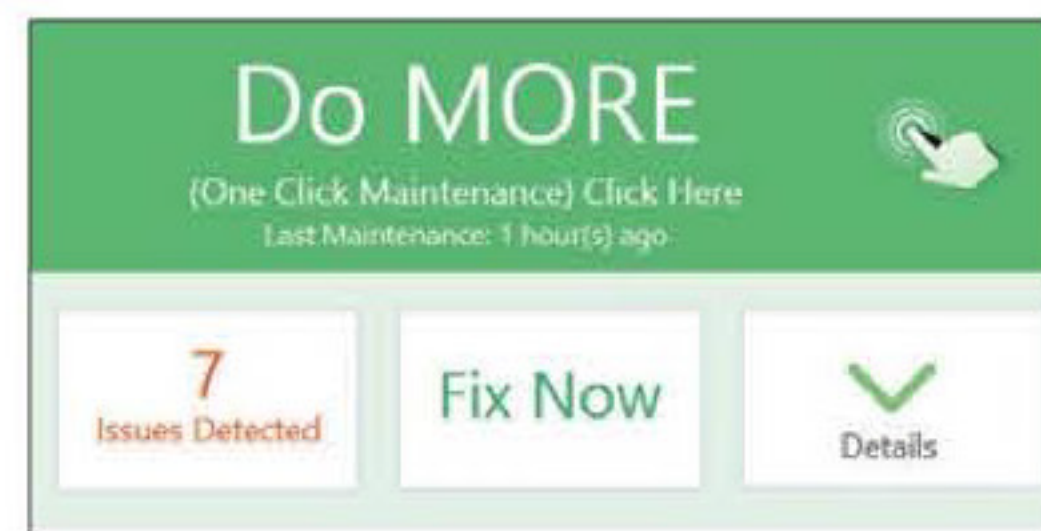 Do MORE
(One Click Maintenance) Click Here
Last Maintenance: 1 hour(s) ago
7
Issues Detected
Fix Now
Details